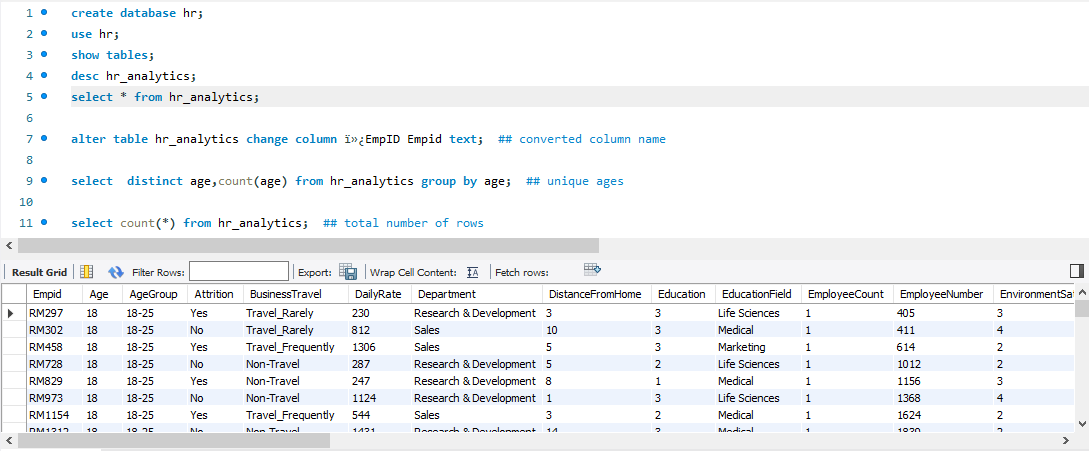 1 create database hr;
2 use hr;
3 show tables;
4 desc hr_analytics;
5 select * from hr_analytics;
6
7 alter table hr_analytics change column ï»¿EmpID Empid text;  ## converted column name
8
9 select  distinct age,count(age) from hr_analytics group by age;  ## unique ages
10
11 select count(*) from hr_analytics;  ## total number of rows
Result Grid Filter Rows: Export: Wrap Cell Content: Fetch rows:
Empid Age AgeGroup Attrition BusinessTravel DailyRate Department DistanceFromHome Education EducationField EmployeeCount EmployeeNumber EnvironmentSa
RM297 18 18-25 Yes Travel_Rarely 230 Research & Development 3 3 Life Sciences 1 405 3
RM302 18 18-25 No Travel_Rarely 812 Sales 10 3 Medical 1 411 4
RM458 18 18-25 Yes Travel_Frequently 1306 Sales 5 3 Marketing 1 614 2
RM728 18 18-25 No Non-Travel 287 Research & Development 5 2 Life Sciences 1 1012 2
RM829 18 18-25 Yes Non-Travel 247 Research & Development 8 1 Medical 1 1156 3
RM973 18 18-25 No Non-Travel 1124 Research & Development 1 3 Life Sciences 1 1368 4
RM1154 18 18-25 Yes Travel_Frequently 544 Sales 3 2 Medical 1 1624 2
RM1312 18 18-25 No Non-Travel 1431 Research & Development 14 3 Medical 1 1839 2